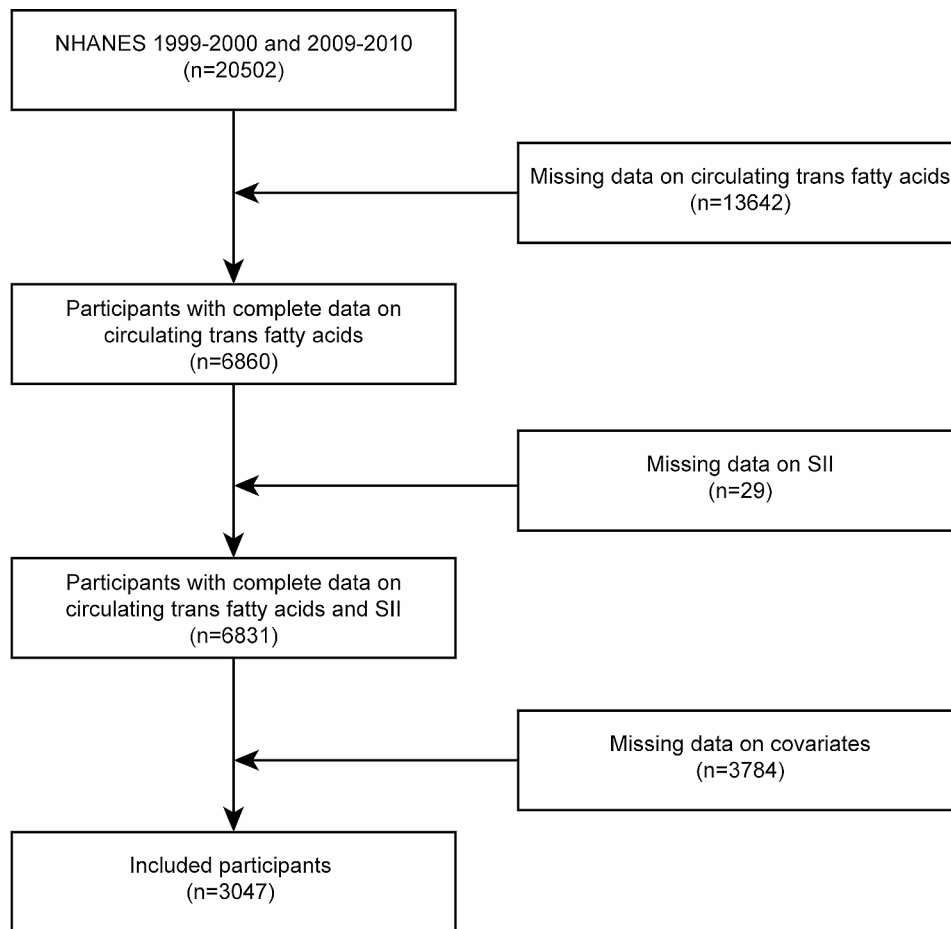 NHANES 1999-2000 and 2009-2010
(n=20502)
Missing data on circulating trans fatty acids
(n=13642)
Participants with complete data on
circulating trans fatty acids
(n=6860)
Missing data on SII
(n=29)
Participants with complete data on
circulating trans fatty acids and SII
(n=6831)
Missing data on covariates
(n=3784)
Included participants
(n=3047)